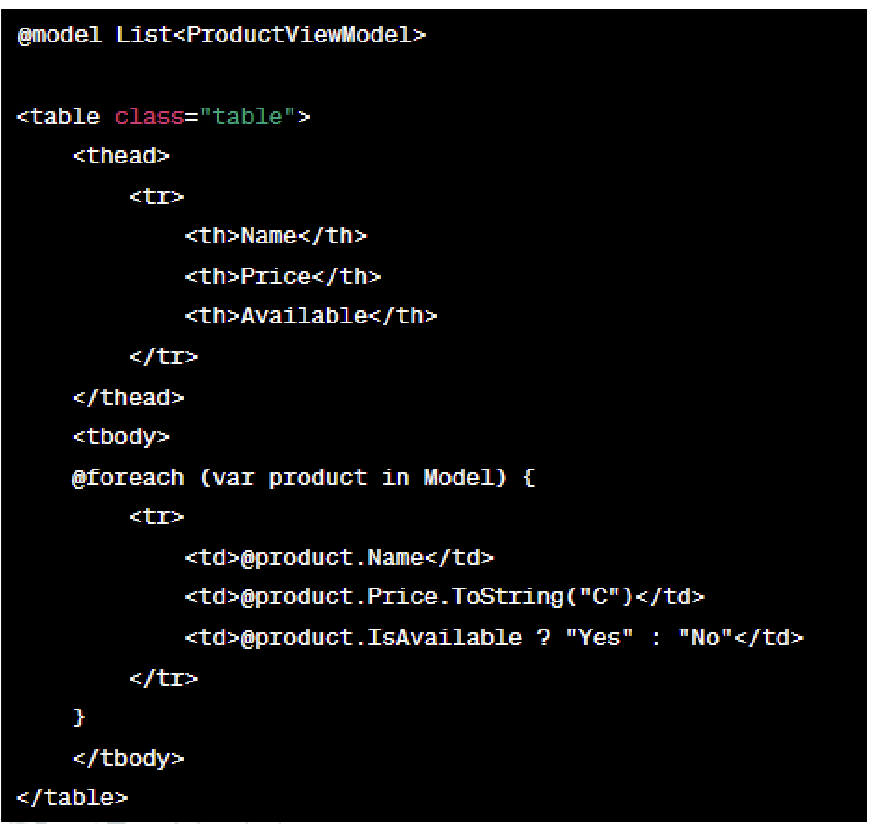 @model List<ProductViewModel>
<table class="table">
<thead>
<tr>
<th>Name</th>
<th>Price</th>
<th>Available</th>
</tr>
</thead>
<tbody>
@foreach (var product in Model) {
<tr>
<td>@product.Name</td>
<td>@product.Price.ToString("C")</td>
<td>@product.IsAvailable ? "Yes" : "No"</td>
</tr>
}
</tbody>
</table>